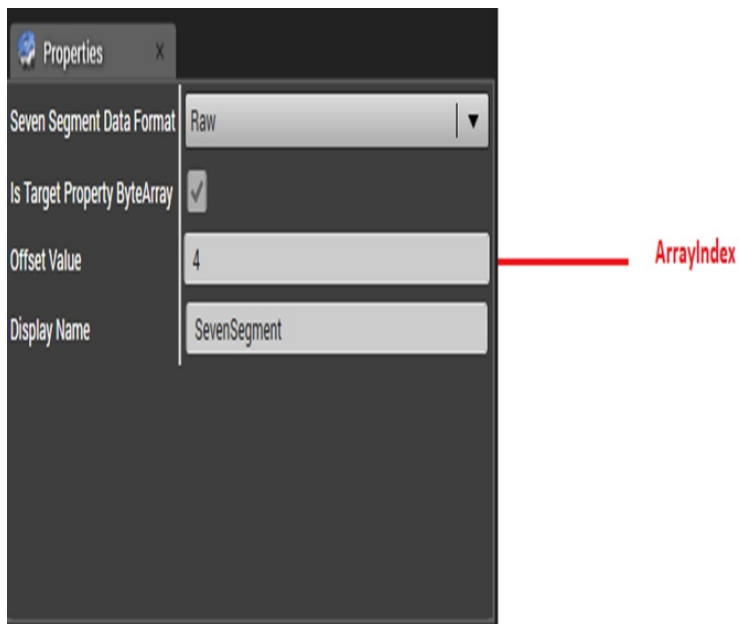 Properties X
Seven Segment Data Format Raw
Is Target Property ByteArray
Offset Value 4 ArrayIndex
Display Name SevenSegment